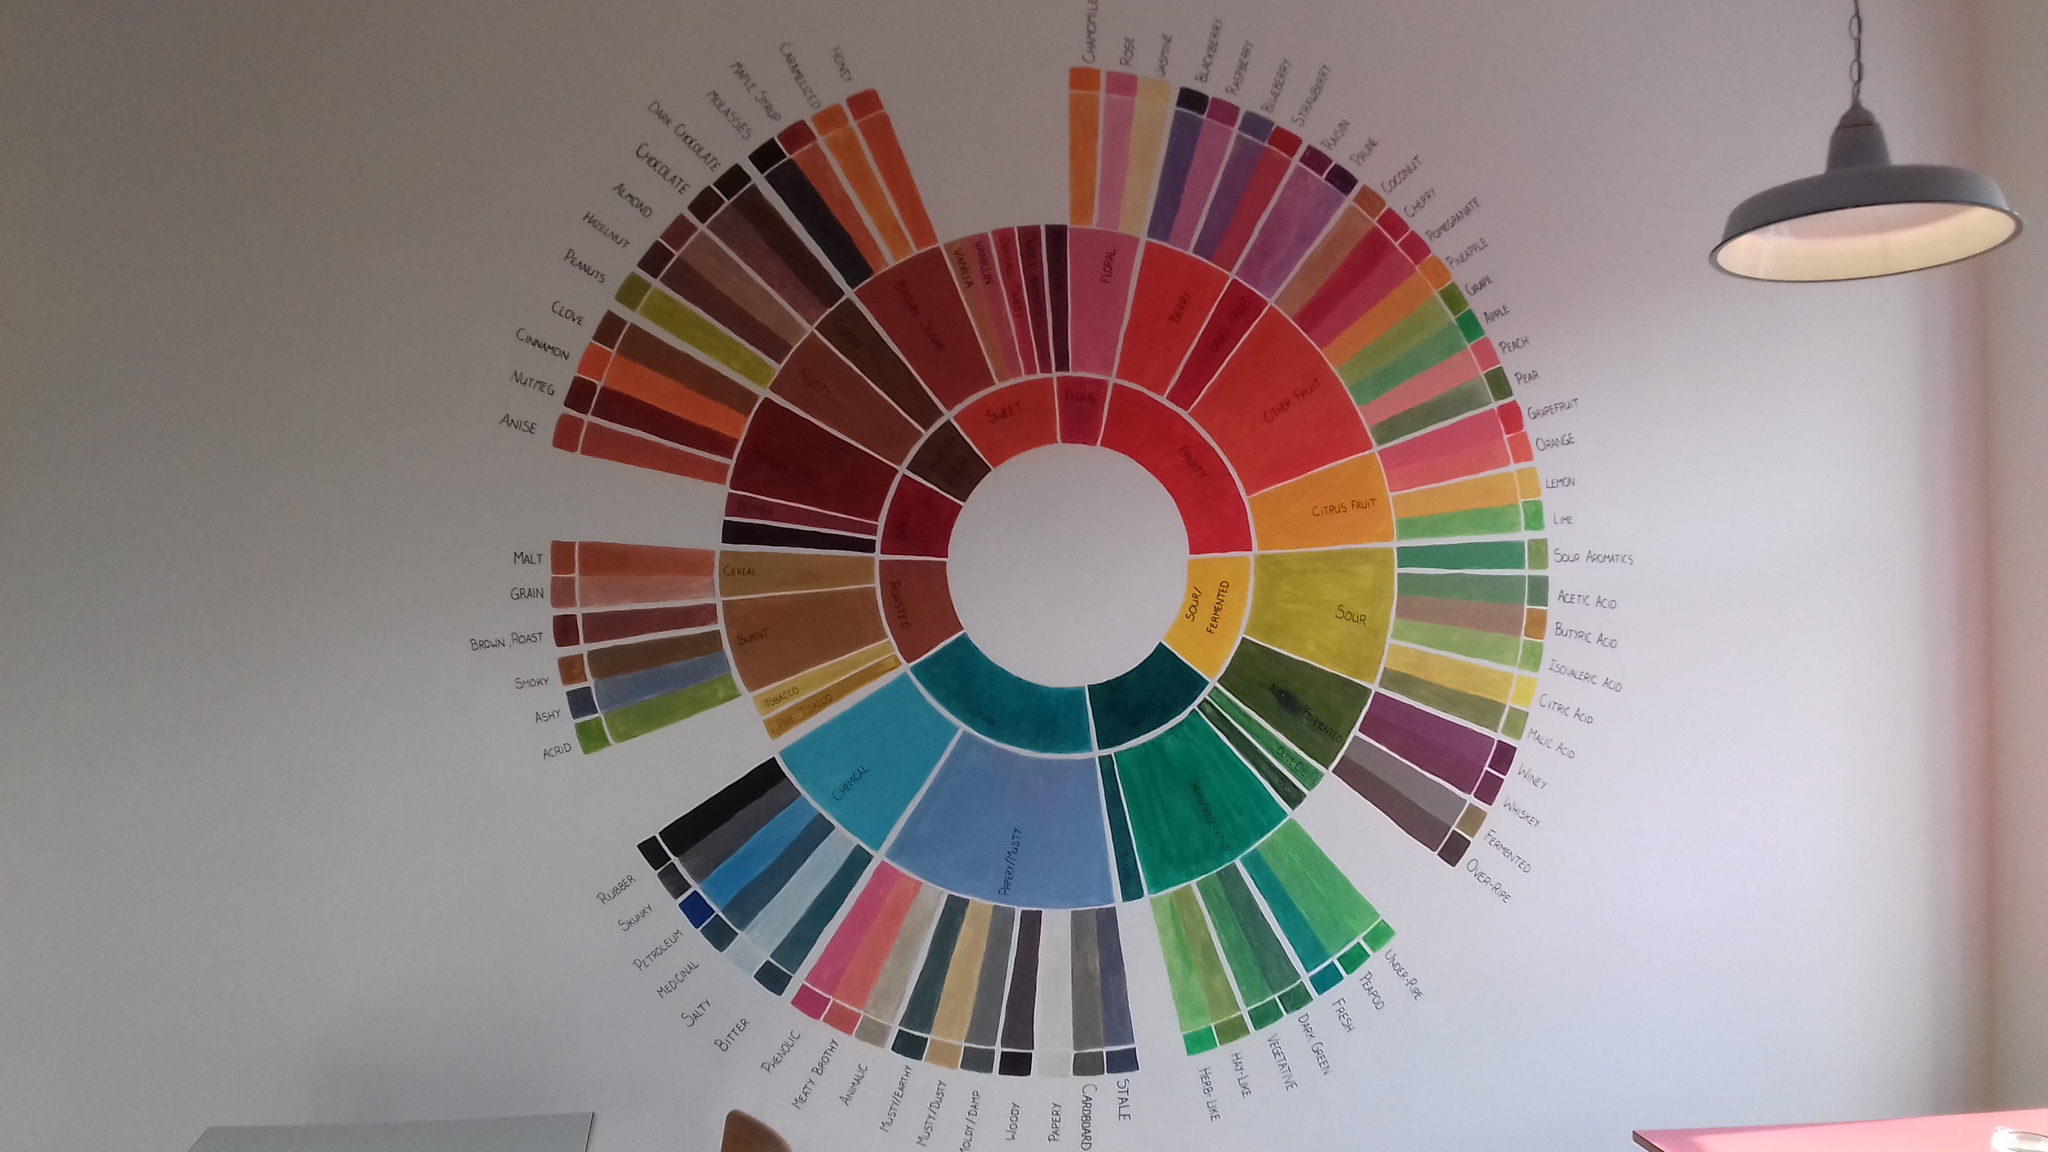 CHAMOMILE
ROSE
JASMINE
BLACKBERRY
RASPBERRY
BLUEBERRY
STRAWBERRY
RAISIN
PRUNE
COCONUT
CHERRY
POMEGRANATE
PINEAPPLE
GRAPE
APPLE
PEACH
PEAR
GRAPEFRUIT
ORANGE
LEMON
LIME
SOUR AROMATICS
ACETIC ACID
BUTYRIC ACID
ISOVALERIC ACID
CITRIC ACID
MALIC ACID
WINEY
WHISKEY
FERMENTED
OVER-RIPE
UNDER-RIPE
PEAPOD
FRESH
DARK GREEN
VEGETATIVE
HAY-LIKE
HERB-LIKE
STALE
CARDBOARD
PAPERY
WOODY
MOLDY/DAMP
MUSTY/DUSTY
MUSTY/EARTHY
ANIMALIC
MEATY BROTHY
PHENOLIC
BITTER
SALTY
MEDICINAL
PETROLEUM
SKUNKY
RUBBER
ACRID
ASHY
SMOKY
BROWN, ROAST
GRAIN
MALT
ANISE
NUTMEG
CINNAMON
CLOVE
PEANUTS
HAZELNUT
ALMOND
CHOCOLATE
DARK CHOCOLATE
MOLASSES
MAPLE SYRUP
CARAMELIZED
HONEY
FLORAL
BERRY
DRIED FRUIT
OTHER FRUIT
CITRUS FRUIT
SOUR
OLIVE OIL
GREEN/VEGETATIVE
PAPERY/MUSTY
CHEMICAL
PIPE TOBACCO
TOBACCO
BURNT
CEREAL
PEPPER
NUTTY
BROWN SUGAR
VANILLA
VANILLIN
OVERALL SWEET
FRUITY
SOUR/
FERMENTED
ROASTED
SWEET